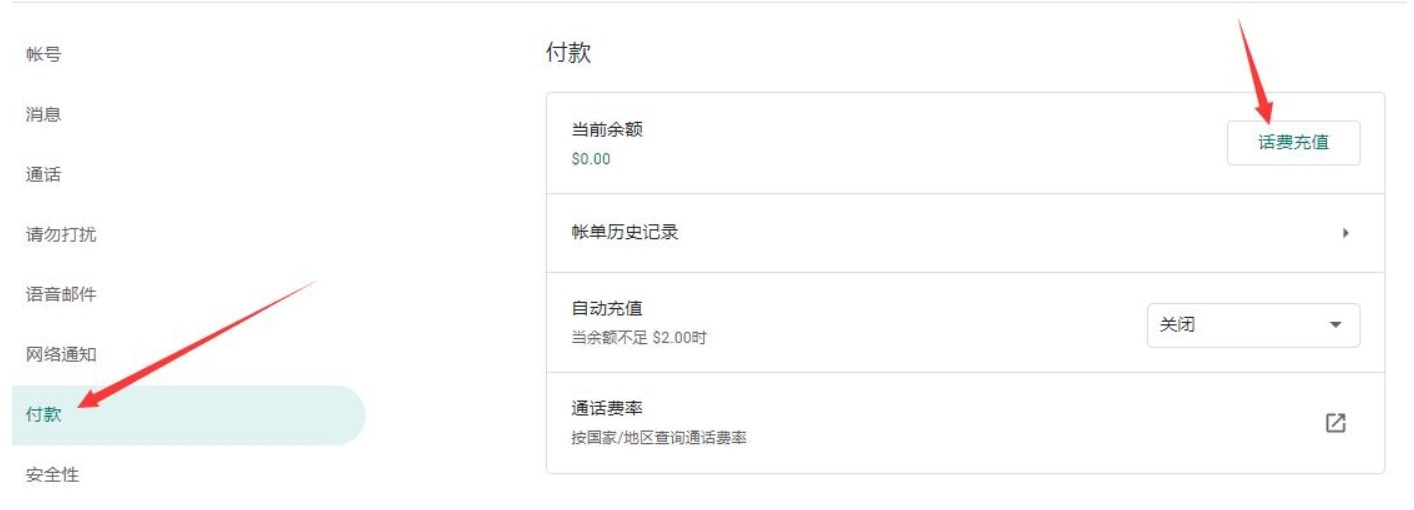 帐号
消息
通话
请勿打扰
语音邮件
网络通知
付款
安全性
付款
当前余额
$0.00
话费充值
帐单历史记录
自动充值
当余额不足 $2.00时
关闭
通话费率
按国家/地区查询通话费率